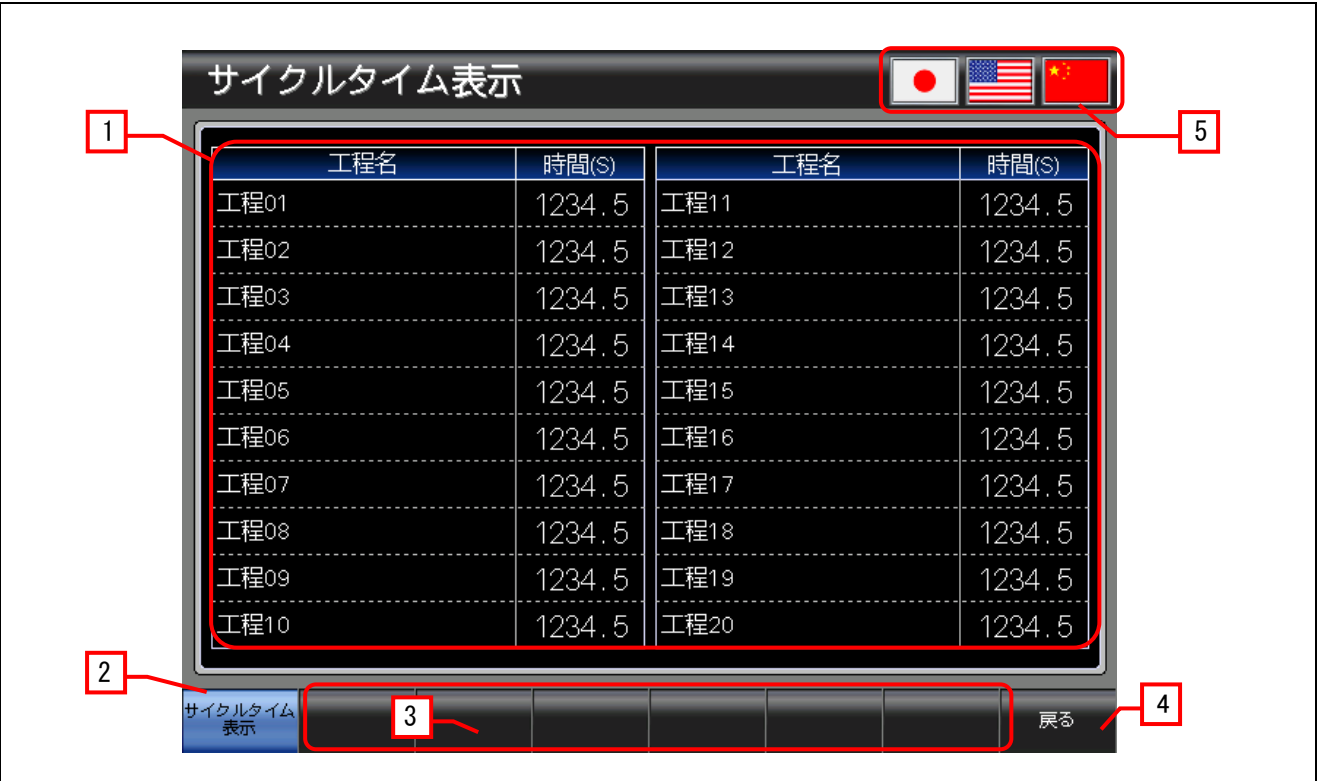 サイクルタイム表示
1
5
工程名 時間(S) 工程名 時間(S)
工程01 1234.5 工程11 1234.5
工程02 1234.5 工程12 1234.5
工程03 1234.5 工程13 1234.5
工程04 1234.5 工程14 1234.5
工程05 1234.5 工程15 1234.5
工程06 1234.5 工程16 1234.5
工程07 1234.5 工程17 1234.5
工程08 1234.5 工程18 1234.5
工程09 1234.5 工程19 1234.5
工程10 1234.5 工程20 1234.5
2
サイクルタイム
表示
3
戻る
4